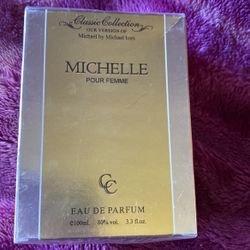 Classic Collection
OUR VERSION OF
Michael by Michael kors
MICHELLE
POUR FEMME
CC
EAU DE PARFUM
℮100ml. 80% vol. 3.3 fl.oz.